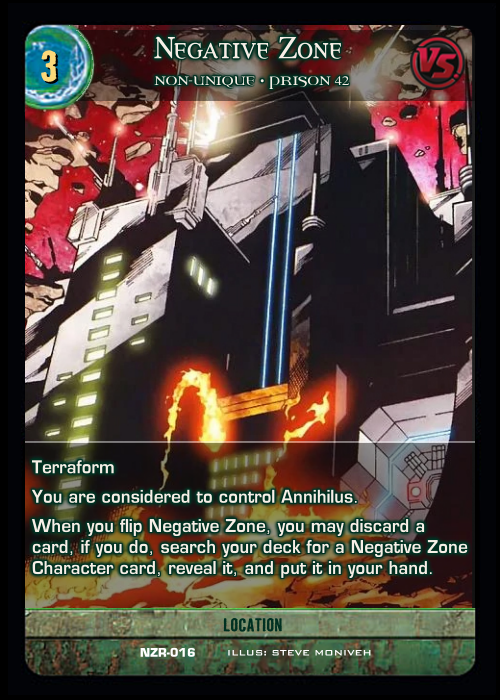 3
Negative Zone
NON-UNIQUE • PRISON 42
VS
Terraform
You are considered to control Annihilus.
When you flip Negative Zone, you may discard a
card, if you do, search your deck for a Negative Zone
Character card, reveal it, and put it in your hand.
LOCATION
NZR-016 ILLUS: STEVE MONIVEH